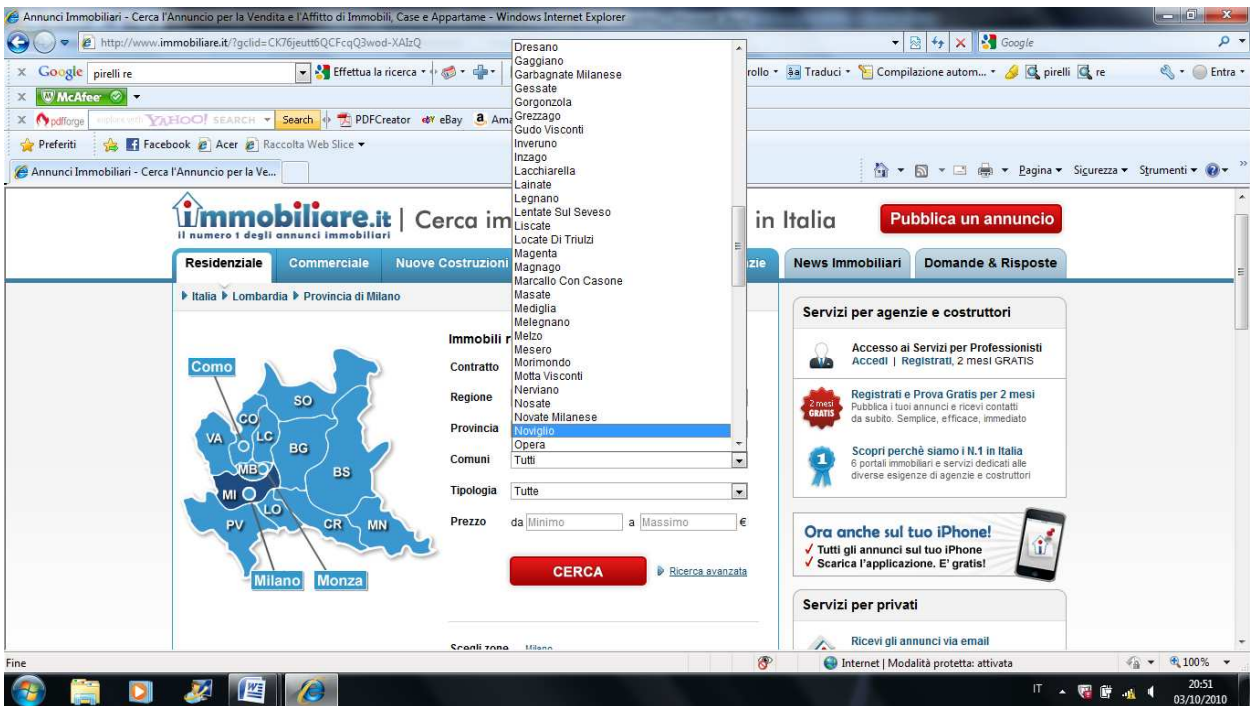 Annunci Immobiliari - Cerca l'Annuncio per la Vendita e l'Affitto di Immobili, Case e Appartame - Windows Internet Explorer
http://www.immobiliare.it/?gclid=CK76jeutt6QCFcqQ3wod-XAIzQ
Google
Google pirelli re Effettua la ricerca rollo Traduci Compilazione autom... pirelli re Entra
McAfee
pdfforge YAHOO! SEARCH Search PDFCreator eBay Ama
Preferiti Facebook Acer Raccolta Web Slice
Annunci Immobiliari - Cerca l'Annuncio per la Ve...
Pagina Sicurezza Strumenti
immobiliare.it | Cerca im in Italia Pubblica un annuncio
il numero 1 degli annunci immobiliari
Residenziale Commerciale Nuove Costruzioni zie News Immobiliari Domande & Risposte
Italia Lombardia Provincia di Milano
Como
SO
CO
VA
LC
BG
BS
MB
MI
LO
PV
CR
MN
Milano
Monza
Immobili r
Contratto
Regione
Provincia
Dresano
Gaggiano
Garbagnate Milanese
Gessate
Gorgonzola
Grezzago
Gudo Visconti
Inveruno
Inzago
Lacchiarella
Lainate
Legnano
Lentate Sul Seveso
Liscate
Locate Di Triulzi
Magenta
Magnago
Marcallo Con Casone
Masate
Mediglia
Melegnano
Melzo
Mesero
Morimondo
Motta Visconti
Nerviano
Nosate
Novate Milanese
Noviglio
Opera
Comuni Tutti
Tipologia Tutte
Prezzo da Minimo a Massimo €
CERCA Ricerca avanzata
Scegli zone Milano
Servizi per agenzie e costruttori
Accesso ai Servizi per Professionisti
Accedi | Registrati, 2 mesi GRATIS
2 mesi
GRATIS
Registrati e Prova Gratis per 2 mesi
Pubblica i tuoi annunci e ricevi contatti
da subito. Semplice, efficace, immediato
1
Scopri perchè siamo i N.1 in Italia
6 portali immobiliari e servizi dedicati alle
diverse esigenze di agenzie e costruttori
Ora anche sul tuo iPhone!
Tutti gli annunci sul tuo iPhone
Scarica l'applicazione. E' gratis!
Servizi per privati
Ricevi gli annunci via email
Fine Internet | Modalità protetta: attivata 100%
IT 20:51
03/10/2010